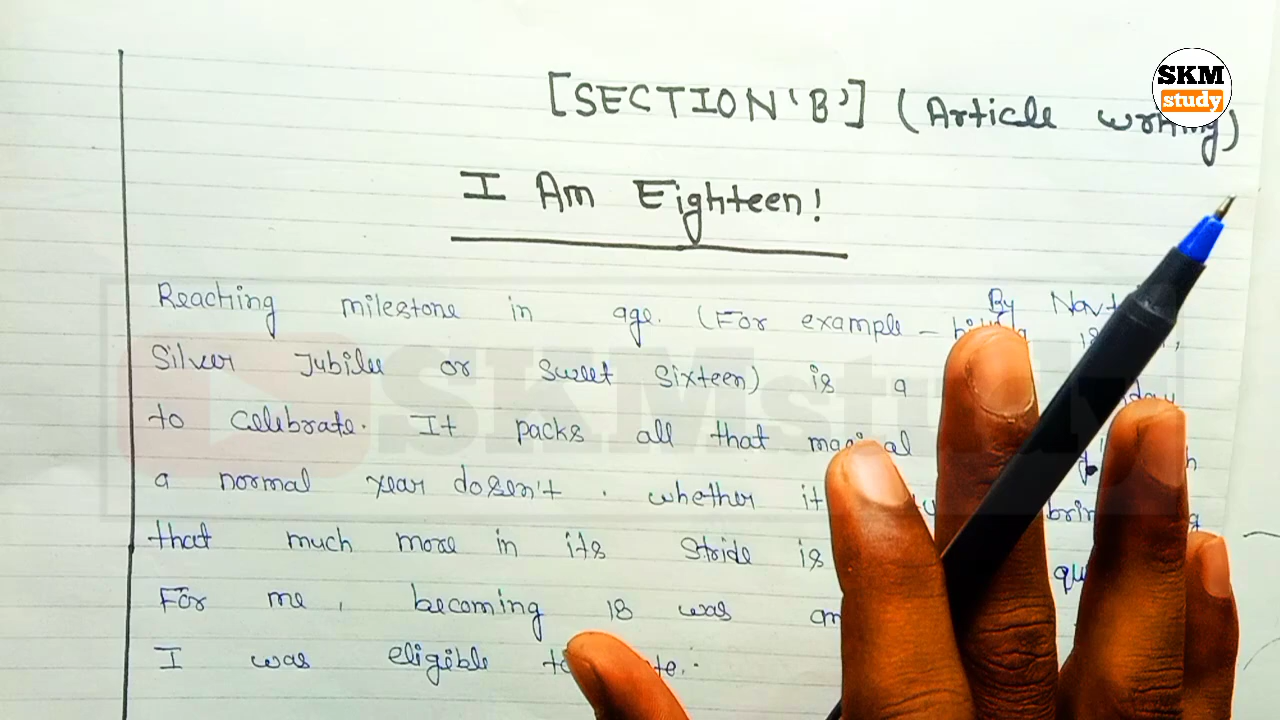 SKM
study
[SECTION 'B'] (Article writing)
I Am Eighteen!
By
Reaching milestone in age. (For example –
Silver Jubilee or Sweet Sixteen) is a
to celebrate. It packs all that magical
a normal year dosen't. whether it
that much more in its stride is
For me, becoming 18 was
I was eligible
SKMstudy